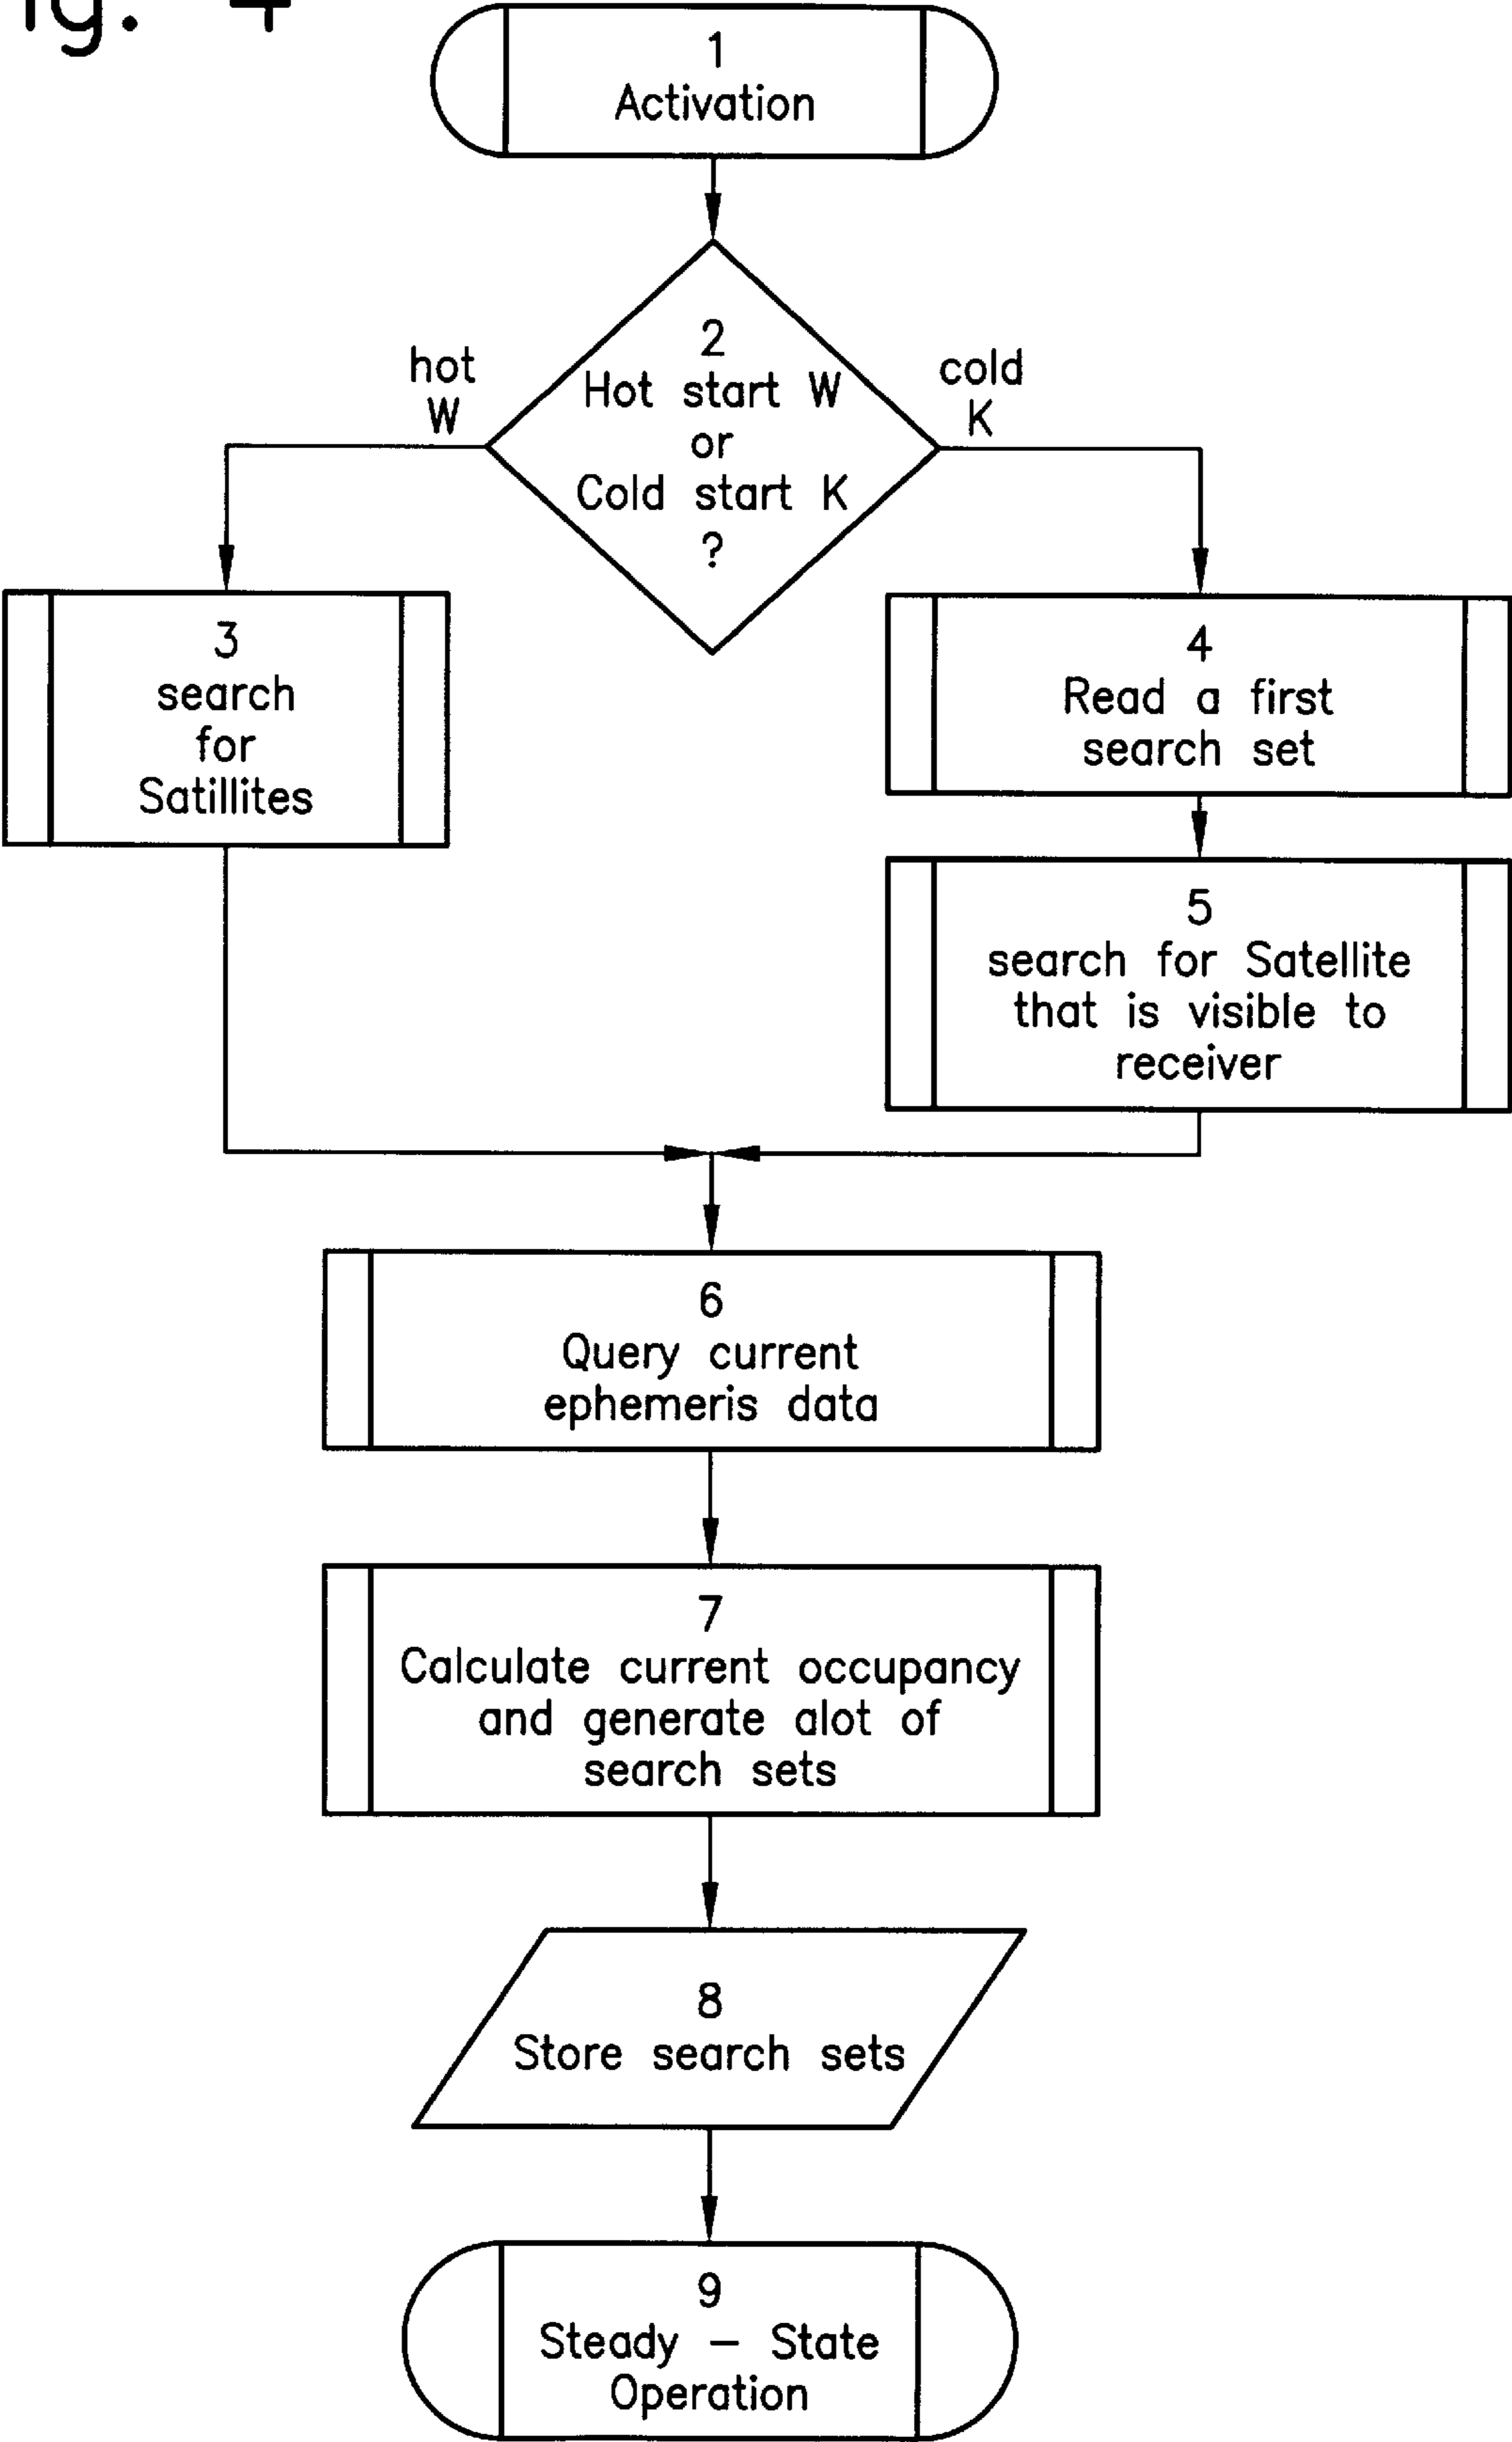 ig. 4
1
Activation
2
Hot start W
or
Cold start K
?
hot
W
cold
K
3
search
for
Satillites
4
Read a first
search set
5
search for Satellite
that is visible to
receiver
6
Query current
ephemeris data
7
Calculate current occupancy
and generate alot of
search sets
8
Store search sets
9
Steady – State
Operation